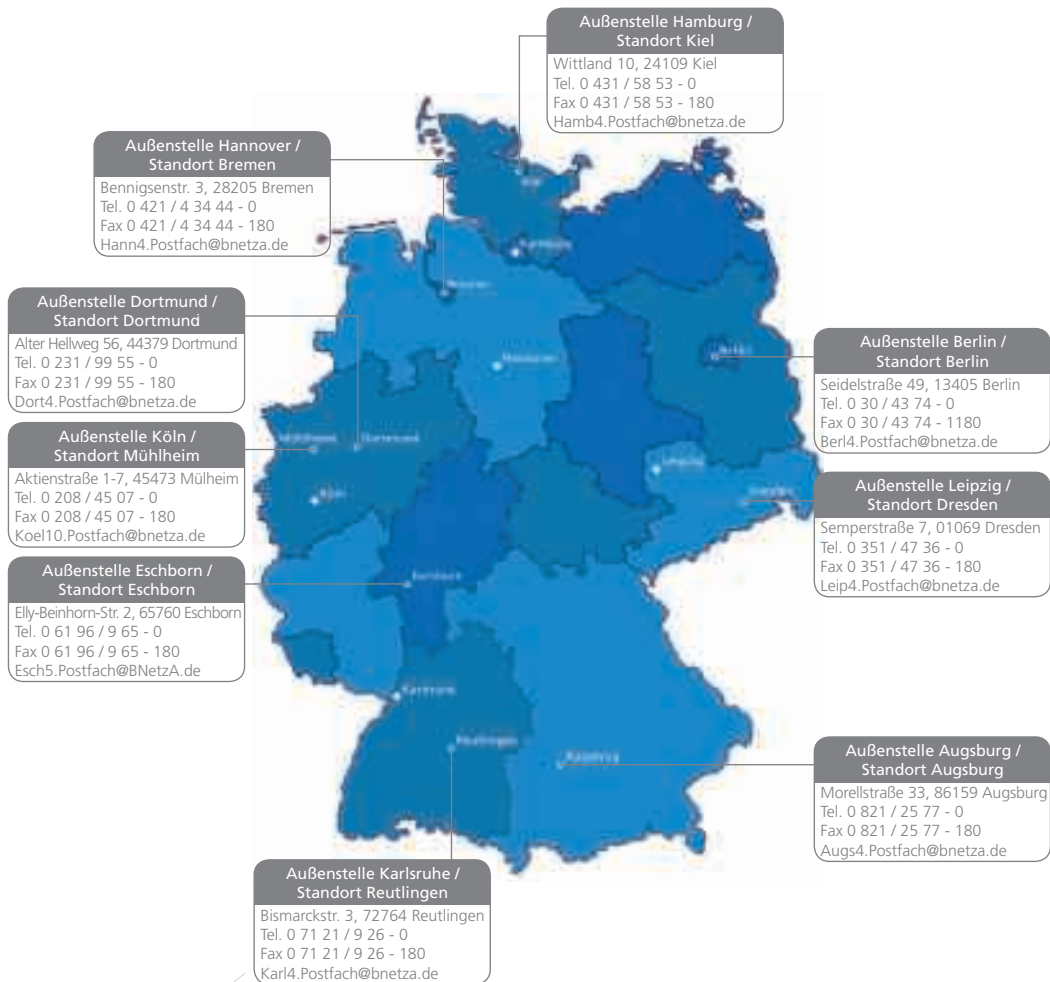 Außenstelle Hamburg /
Standort Kiel
Wittland 10, 24109 Kiel
Tel. 0 431 / 58 53 - 0
Fax 0 431 / 58 53 - 180
Hamb4.Postfach@bnetza.de
Außenstelle Hannover /
Standort Bremen
Bennigsenstr. 3, 28205 Bremen
Tel. 0 421 / 4 34 44 - 0
Fax 0 421 / 4 34 44 - 180
Hann4.Postfach@bnetza.de
Außenstelle Dortmund /
Standort Dortmund
Alter Hellweg 56, 44379 Dortmund
Tel. 0 231 / 99 55 - 0
Fax 0 231 / 99 55 - 180
Dort4.Postfach@bnetza.de
Außenstelle Berlin /
Standort Berlin
Seidelstraße 49, 13405 Berlin
Tel. 0 30 / 43 74 - 0
Fax 0 30 / 43 74 - 1180
Berl4.Postfach@bnetza.de
Außenstelle Köln /
Standort Mühlheim
Aktienstraße 1-7, 45473 Mülheim
Tel. 0 208 / 45 07 - 0
Fax 0 208 / 45 07 - 180
Koel10.Postfach@bnetza.de
Außenstelle Leipzig /
Standort Dresden
Semperstraße 7, 01069 Dresden
Tel. 0 351 / 47 36 - 0
Fax 0 351 / 47 36 - 180
Leip4.Postfach@bnetza.de
Außenstelle Eschborn /
Standort Eschborn
Elly-Beinhorn-Str. 2, 65760 Eschborn
Tel. 0 61 96 / 9 65 - 0
Fax 0 61 96 / 9 65 - 180
Esch5.Postfach@BNetzA.de
Außenstelle Augsburg /
Standort Augsburg
Morellstraße 33, 86159 Augsburg
Tel. 0 821 / 25 77 - 0
Fax 0 821 / 25 77 - 180
Augs4.Postfach@bnetza.de
Außenstelle Karlsruhe /
Standort Reutlingen
Bismarckstr. 3, 72764 Reutlingen
Tel. 0 71 21 / 9 26 - 0
Fax 0 71 21 / 9 26 - 180
Karl4.Postfach@bnetza.de
Dortmund
Reutlingen